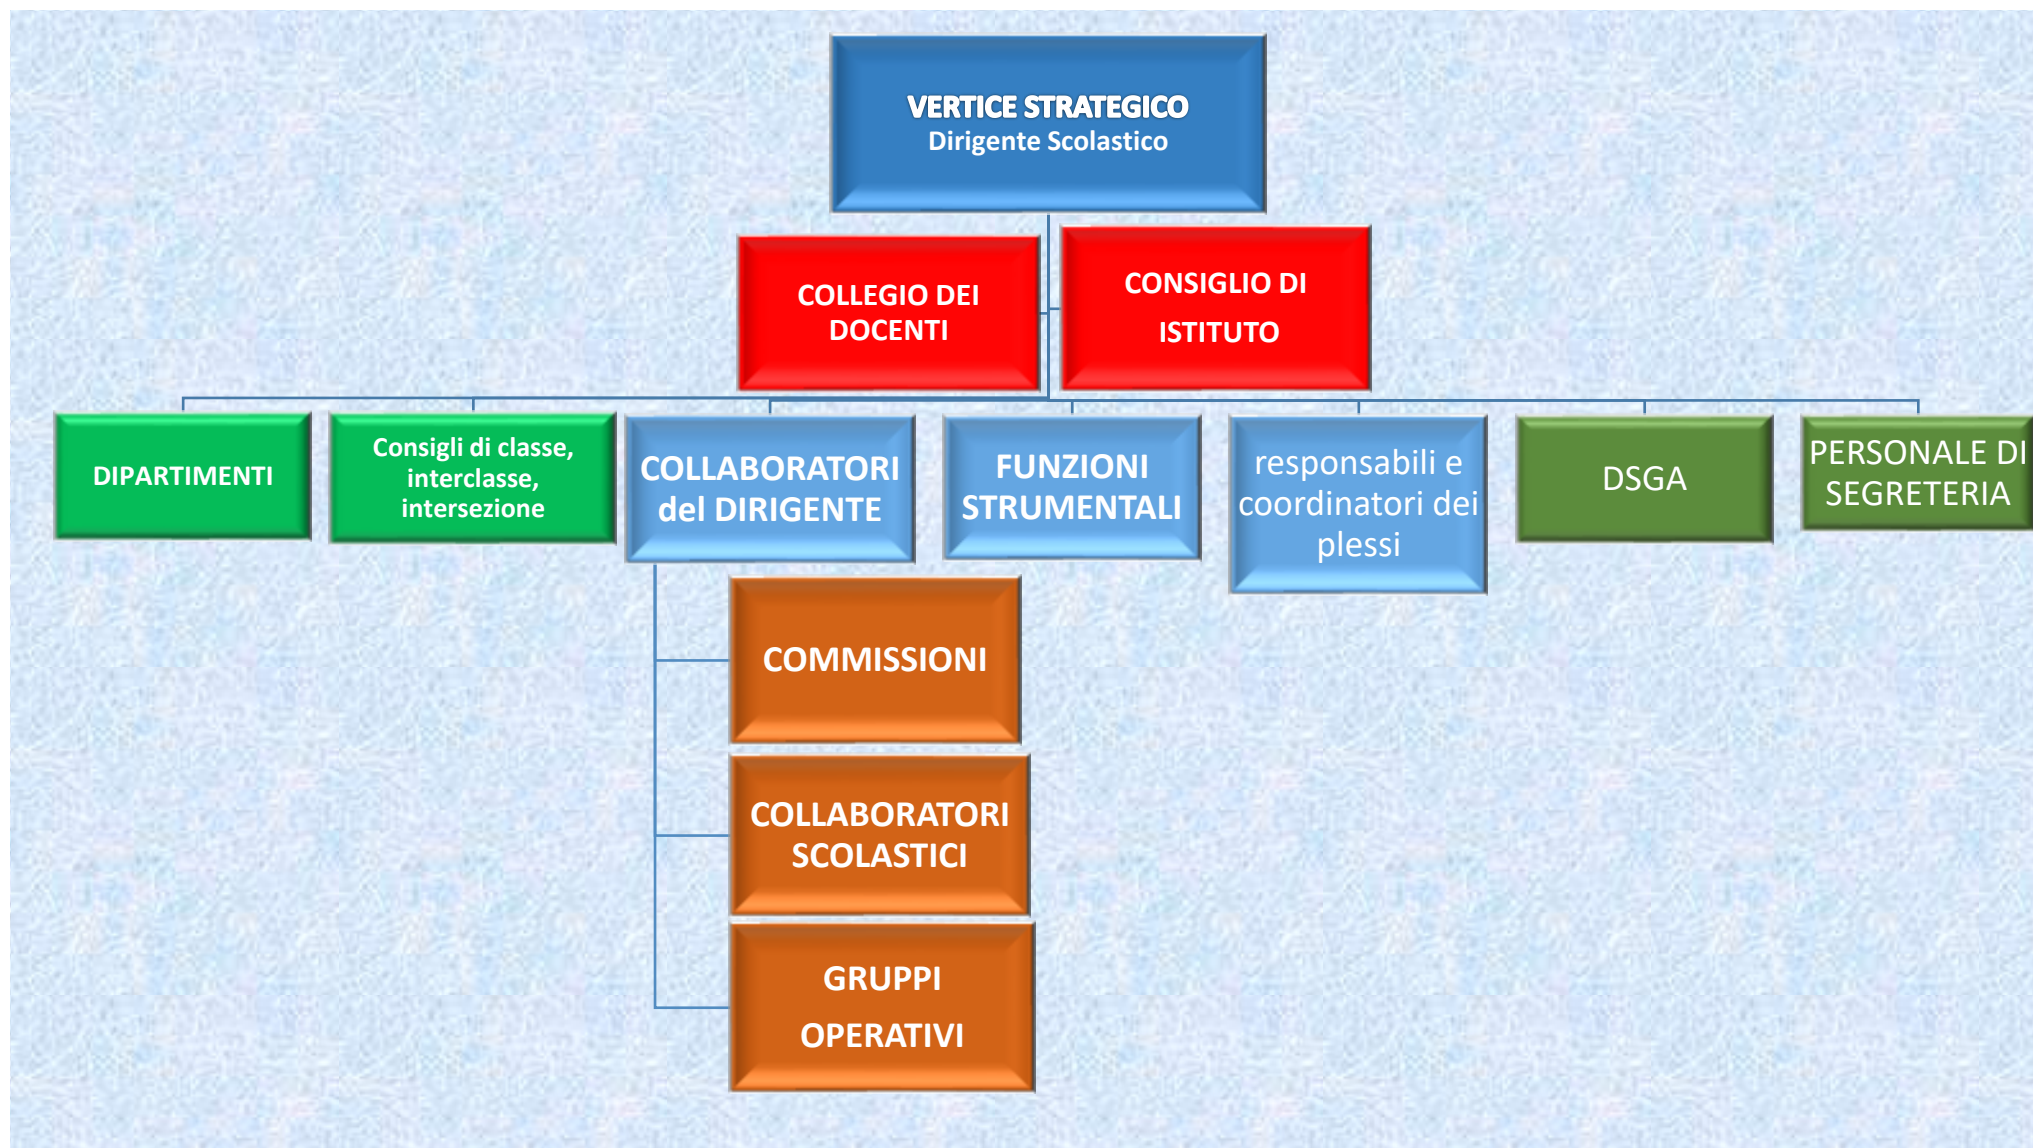 VERTICE STRATEGICO
Dirigente Scolastico
COLLEGIO DEI
DOCENTI
CONSIGLIO DI
ISTITUTO
DIPARTIMENTI
Consigli di classe,
interclasse,
intersezione
COLLABORATORI
del DIRIGENTE
FUNZIONI
STRUMENTALI
responsabili e
coordinatori dei
plessi
DSGA
PERSONALE DI
SEGRETERIA
COMMISSIONI
COLLABORATORI
SCOLASTICI
GRUPPI
OPERATIVI